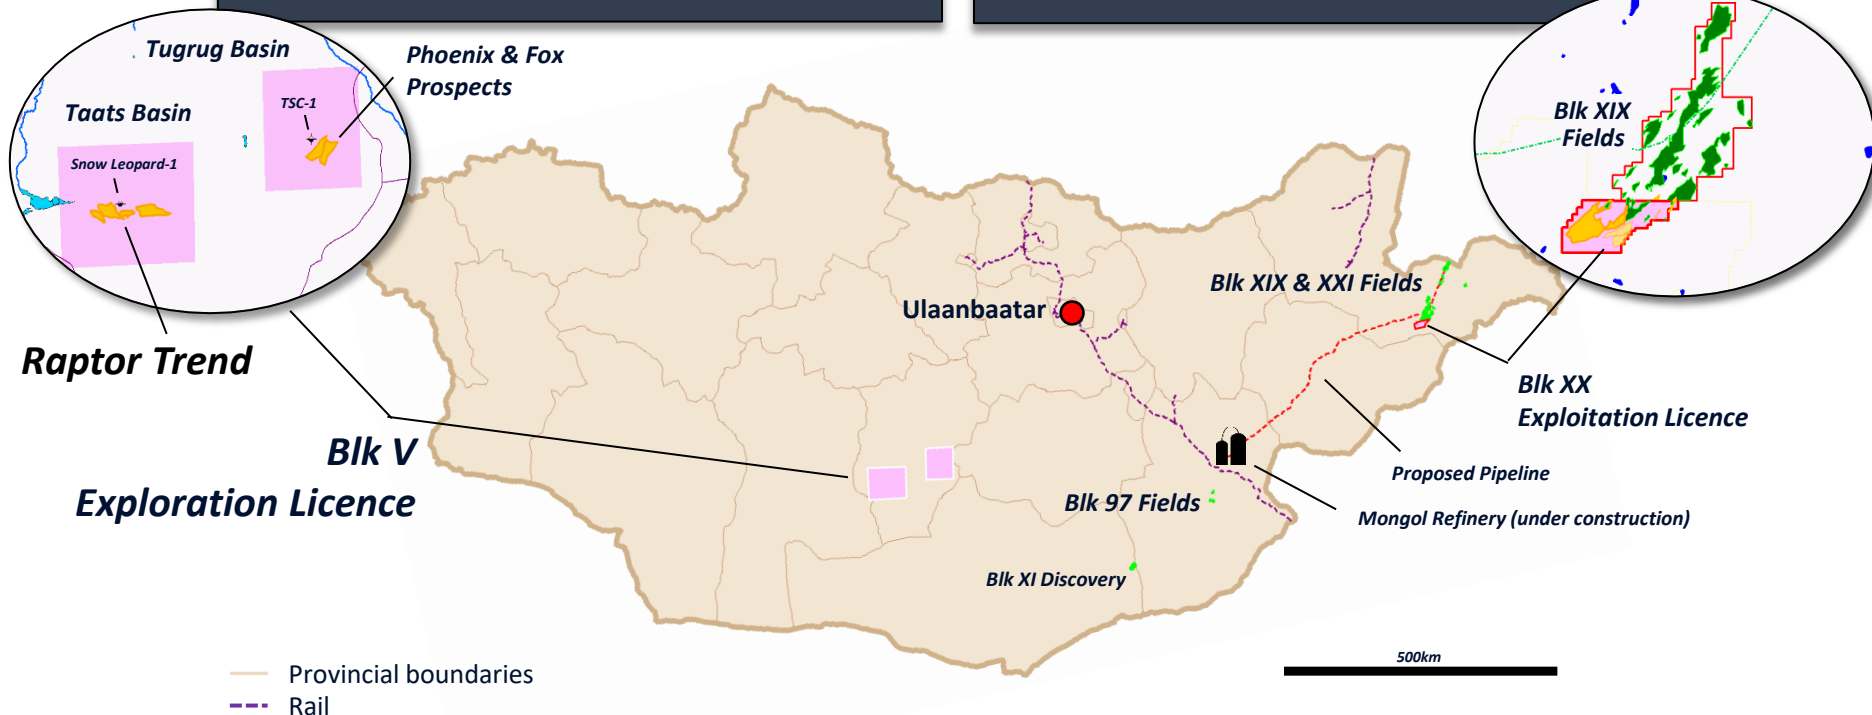 Tugrug Basin
Phoenix & Fox
Prospects
TSC-1
Taats Basin
Snow Leopard-1
Blk XIX
Fields
Blk XIX & XXI Fields
Ulaanbaatar
Raptor Trend
Blk XX
Exploitation Licence
Blk V
Exploration Licence
Proposed Pipeline
Blk 97 Fields
Mongol Refinery (under construction)
Blk XI Discovery
500km
Provincial boundaries
Rail